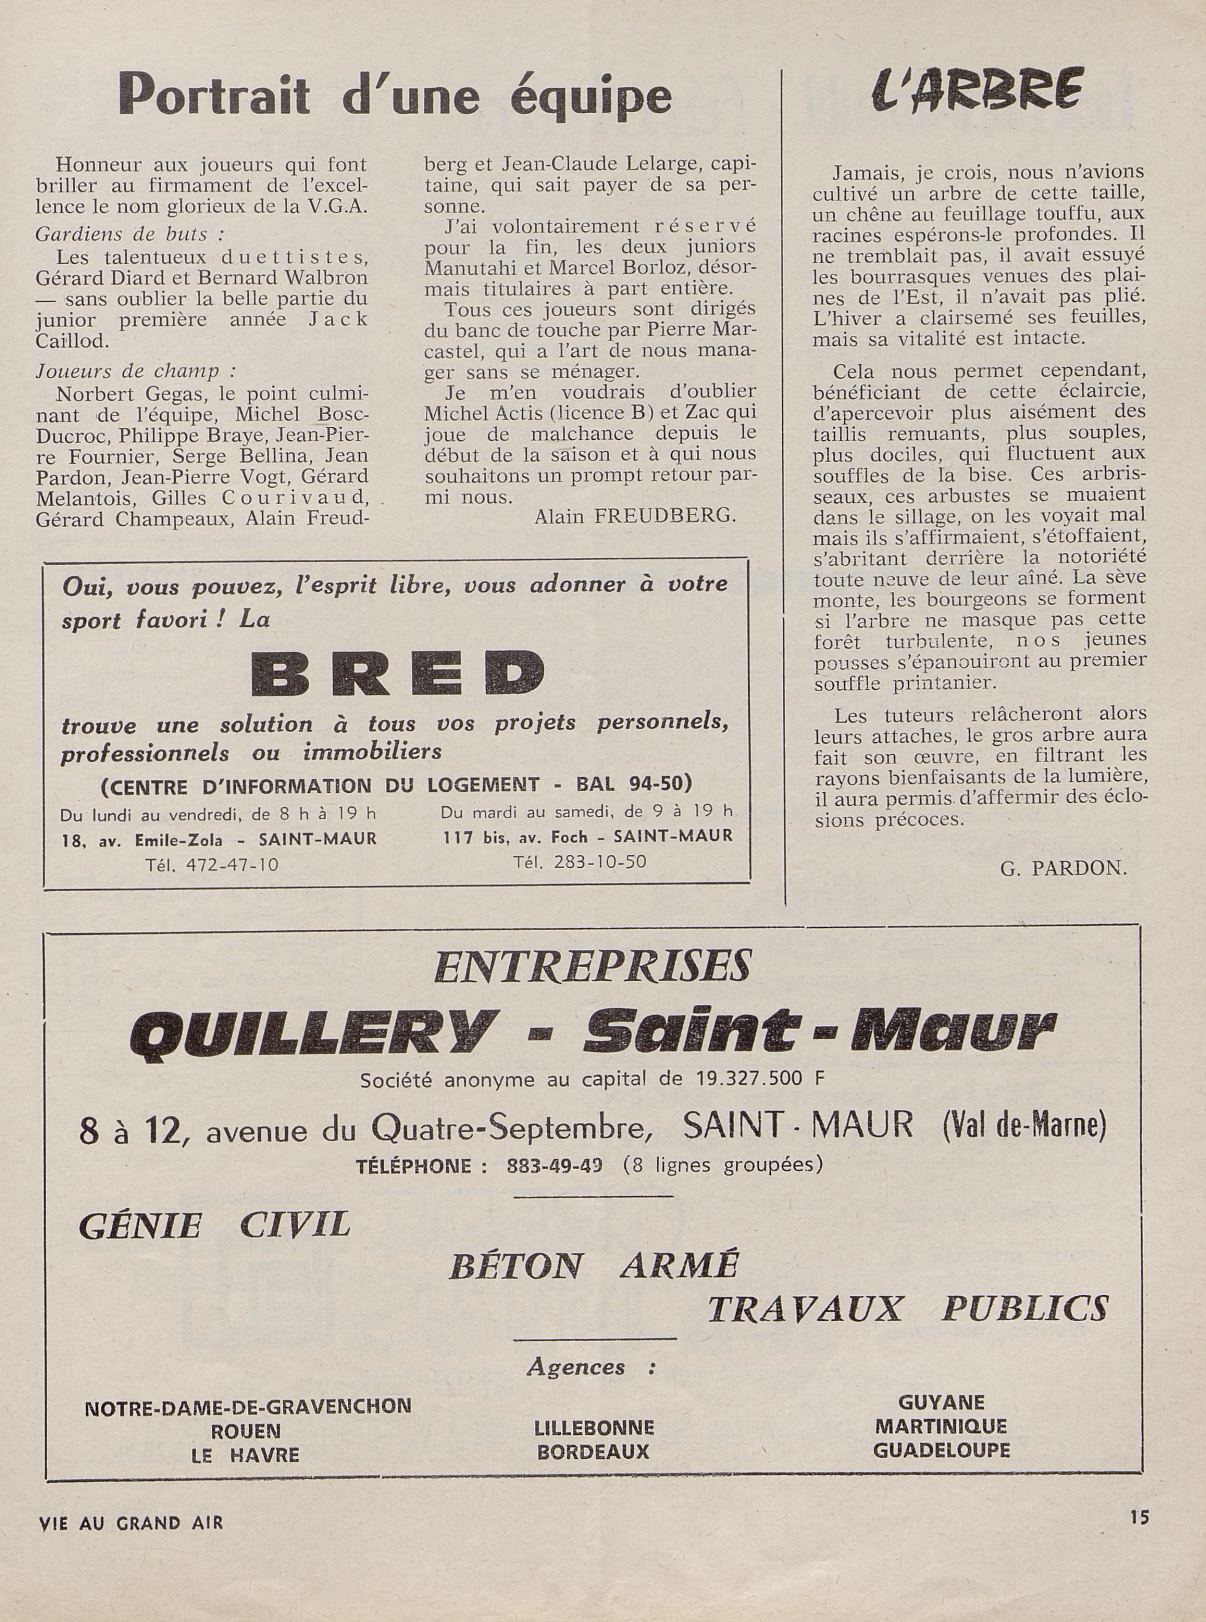 Portrait d'une équipe
Honneur aux joueurs qui font
briller au firmament de l'excel-
lence le nom glorieux de la V.G.A.
Gardiens de buts :
Les talentueux duettistes,
Gérard Diard et Bernard Walbron
— sans oublier la belle partie du
junior première année Jack
Caillod.
Joueurs de champ :
Norbert Gegas, le point culmi-
nant de l'équipe, Michel Bosc-
Ducroc, Philippe Braye, Jean-Pier-
re Fournier, Serge Bellina, Jean
Pardon, Jean-Pierre Vogt, Gérard
Melantois, Gilles Courivaud,
Gérard Champeaux, Alain Freud-
berg et Jean-Claude Lelarge, capi-
taine, qui sait payer de sa per-
sonne.
J'ai volontairement réservé
pour la fin, les deux juniors
Manutahi et Marcel Borloz, désor-
mais titulaires à part entière.
Tous ces joueurs sont dirigés
du banc de touche par Pierre Mar-
castel, qui a l'art de nous mana-
ger sans se ménager.
Je m'en voudrais d'oublier
Michel Actis (licence B) et Zac qui
joue de malchance depuis le
début de la saison et à qui nous
souhaitons un prompt retour par-
mi nous.
Alain FREUDBERG.
L'ARBRE
Jamais, je crois, nous n'avions
cultivé un arbre de cette taille,
un chêne au feuillage touffu, aux
racines espérons-le profondes. Il
ne tremblait pas, il avait essuyé
les bourrasques venues des plai-
nes de l'Est, il n'avait pas plié.
L'hiver a clairsemé ses feuilles,
mais sa vitalité est intacte.
Cela nous permet cependant,
bénéficiant de cette éclaircie,
d'apercevoir plus aisément des
taillis remuants, plus souples,
plus dociles, qui fluctuent aux
souffles de la bise. Ces arbris-
seaux, ces arbustes se muaient
dans le sillage, on les voyait mal
mais ils s'affirmaient, s'étoffaient,
s'abritant derrière la notoriété
toute neuve de leur aîné. La sève
monte, les bourgeons se forment
si l'arbre ne masque pas cette
forêt turbulente, nos jeunes
pousses s'épanouiront au premier
souffle printanier.
Les tuteurs relâcheront alors
leurs attaches, le gros arbre aura
fait son œuvre, en filtrant les
rayons bienfaisants de la lumière,
il aura permis d'affermir des éclo-
sions précoces.
G. PARDON.
Oui, vous pouvez, l'esprit libre, vous adonner à votre
sport favori ! La
BRED
trouve une solution à tous vos projets personnels,
professionnels ou immobiliers
(CENTRE D'INFORMATION DU LOGEMENT - BAL 94-50)
Du lundi au vendredi, de 8 h à 19 h
18, av. Emile-Zola - SAINT-MAUR
Tél. 472-47-10
Du mardi au samedi, de 9 à 19 h
117 bis, av. Foch - SAINT-MAUR
Tél. 283-10-50
ENTREPRISES
QUILLERY - Saint-Maur
Société anonyme au capital de 19.327.500 F
8 à 12, avenue du Quatre-Septembre, SAINT-MAUR (Val de-Marne)
TÉLÉPHONE : 883-49-49 (8 lignes groupées)
GÉNIE CIVIL
BÉTON ARMÉ
TRAVAUX PUBLICS
Agences :
NOTRE-DAME-DE-GRAVENCHON
ROUEN
LE HAVRE
LILLEBONNE
BORDEAUX
GUYANE
MARTINIQUE
GUADELOUPE
VIE AU GRAND AIR
15